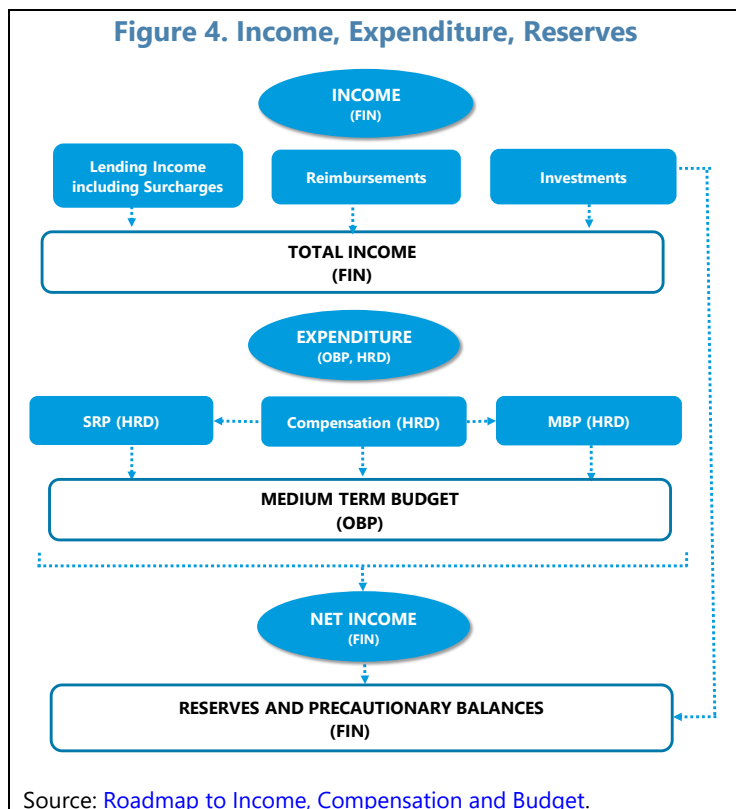 Figure 4. Income, Expenditure, Reserves
INCOME
(FIN)
Lending Income
including Surcharges
Reimbursements
Investments
TOTAL INCOME
(FIN)
EXPENDITURE
(OBP, HRD)
SRP (HRD)
Compensation (HRD)
MBP (HRD)
MEDIUM TERM BUDGET
(OBP)
NET INCOME
(FIN)
RESERVES AND PRECAUTIONARY BALANCES
(FIN)
Source: Roadmap to Income, Compensation and Budget.